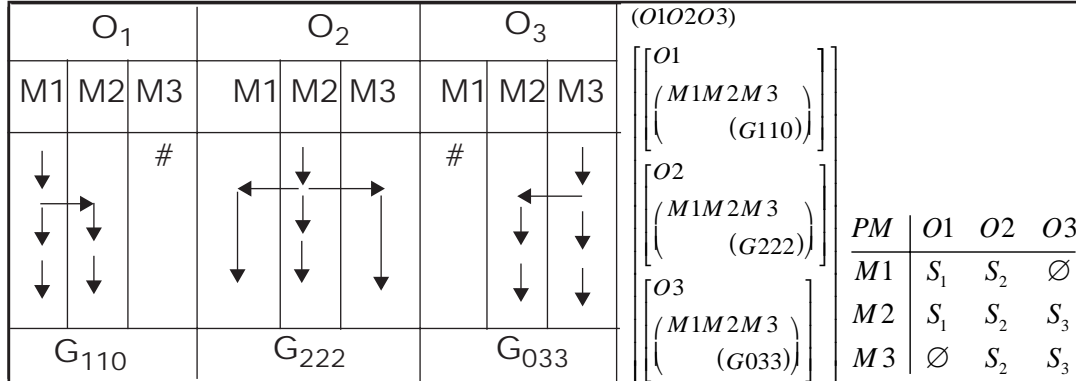 O1 O2 O3
M1 M2 M3 M1 M2 M3 M1 M2 M3
# #
G110 G222 G033
(O1O2O3)
O1
M1M2M3
(G110)
O2
M1M2M3
(G222)
O3
M1M2M3
(G033)
PM O1 O2 O3
M1 S1 S2 ∅
M2 S1 S2 S3
M3 ∅ S2 S3